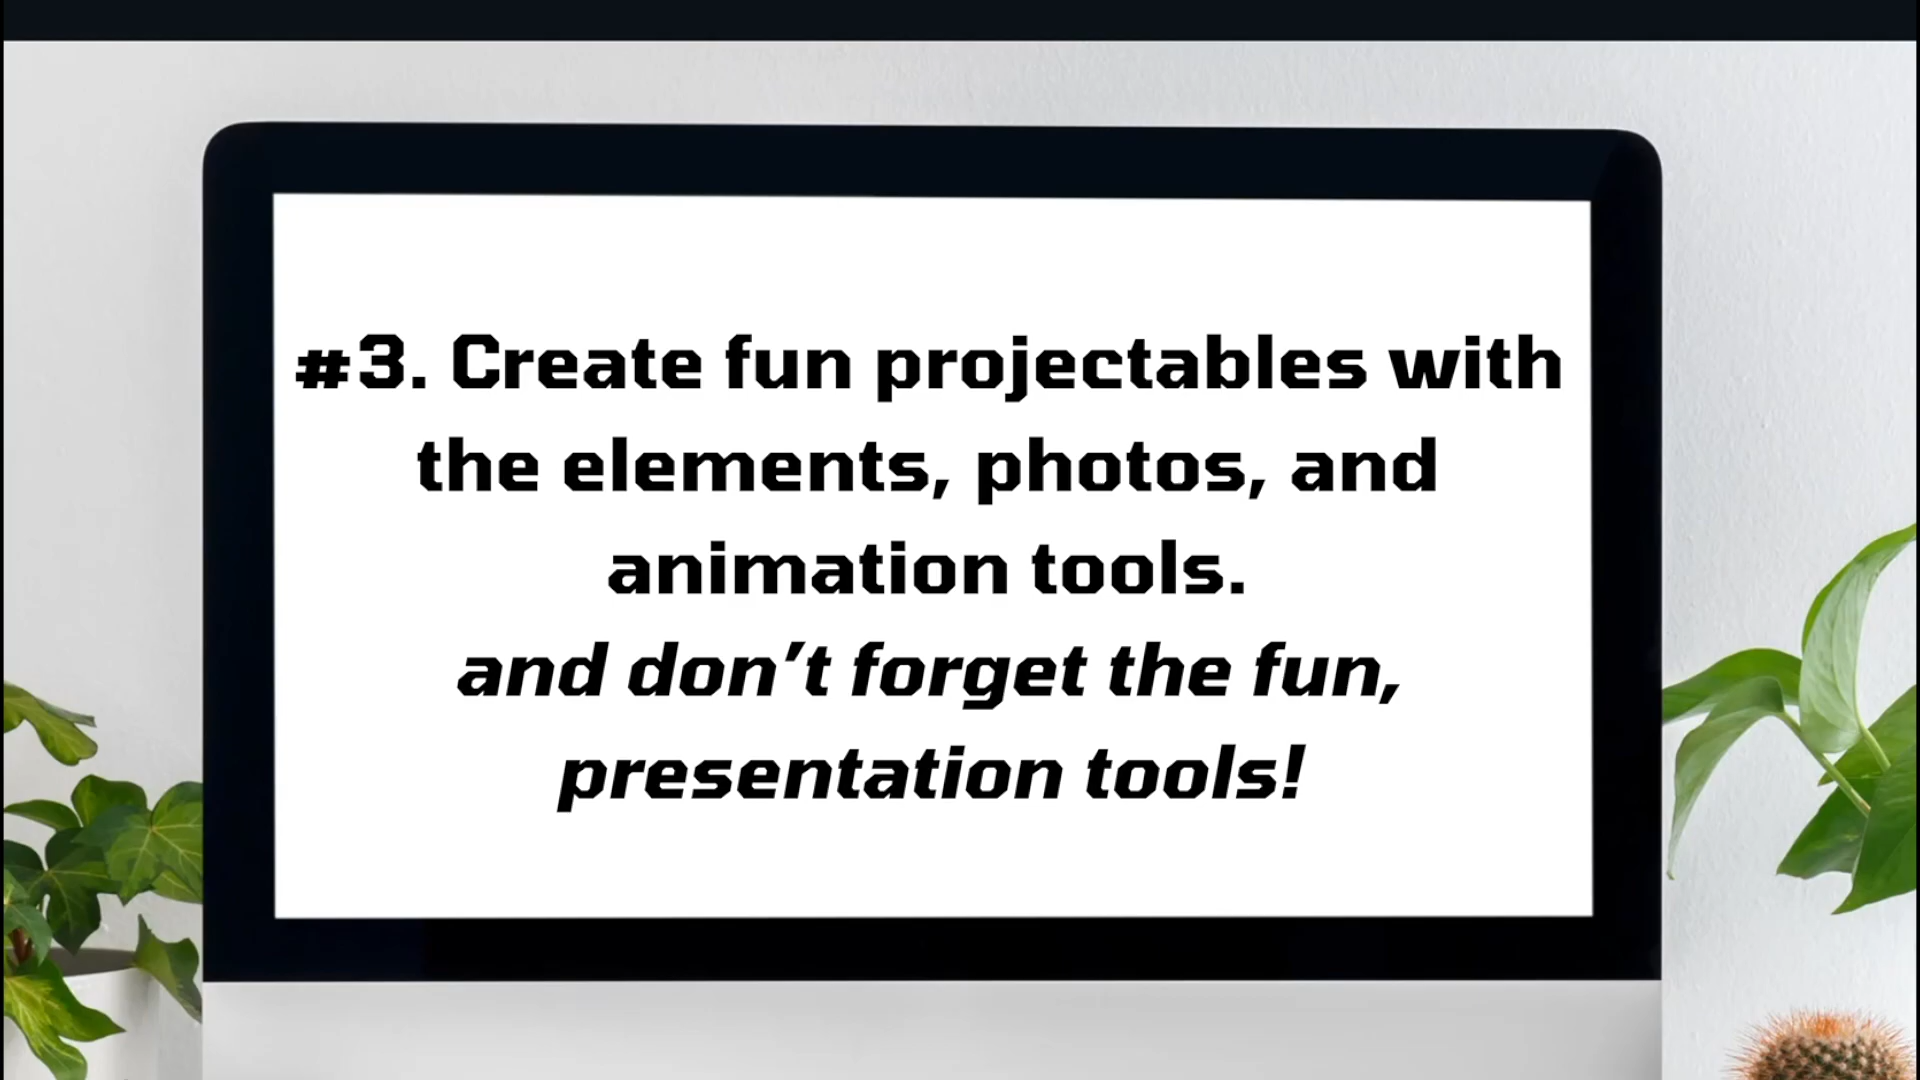 #3. Create fun projectables with
the elements, photos, and
animation tools.
and don't forget the fun,
presentation tools!